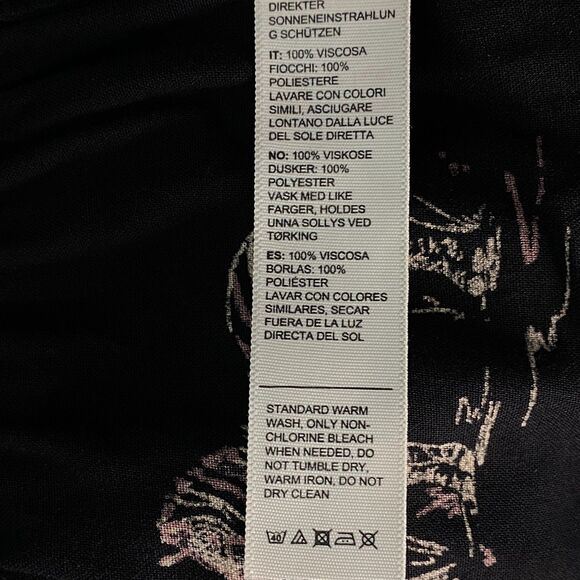 DIREKTER
SONNENEINSTRAHLUN
G SCHÜTZEN
IT: 100% VISCOSA
FIOCCHI: 100%
POLIESTERE
LAVARE CON COLORI
SIMILI, ASCIUGARE
LONTANO DALLA LUCE
DEL SOLE DIRETTA
NO: 100% VISKOSE
DUSKER: 100%
POLYESTER
VASK MED LIKE
FARGER, HOLDES
UNNA SOLLYS VED
TØRKING
ES: 100% VISCOSA
BORLAS: 100%
POLIÉSTER
LAVAR CON COLORES
SIMILARES, SECAR
FUERA DE LA LUZ
DIRECTA DEL SOL
STANDARD WARM
WASH, ONLY NON-
CHLORINE BLEACH
WHEN NEEDED, DO
NOT TUMBLE DRY,
WARM IRON, DO NOT
DRY CLEAN
40